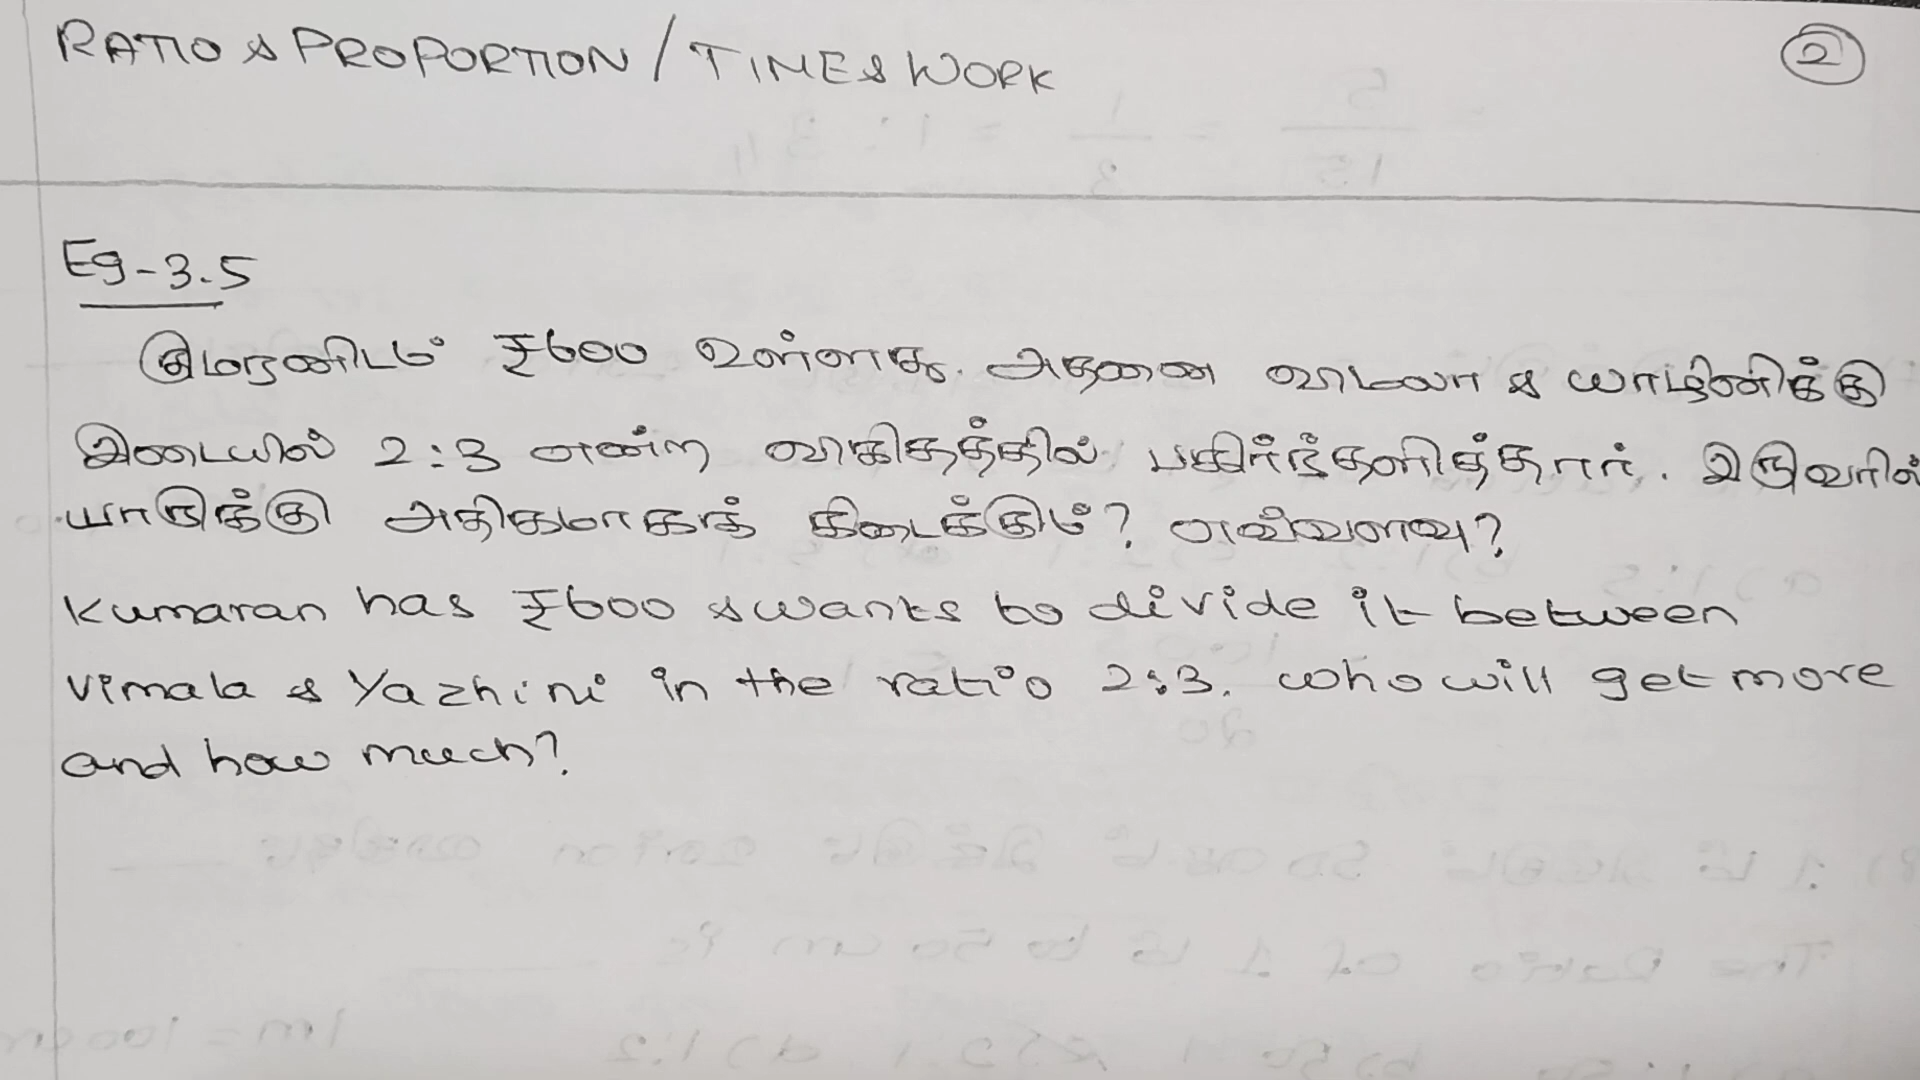 RATIO & PROPORTION / TIME & WORK
2
Eg-3.5
குமரனிடம் ₹600 உள்ளது. அதனை விமலா & யாழினிக்கு
இடையில் 2:3 என்ற விகிதத்தில் பகிர்ந்தளித்தார். இருவரில்
யாருக்கு அதிகமாகக் கிடைக்கும்? எவ்வளவு?
Kumaran has ₹600 & wants to divide it between
Vimala & Yazhini in the ratio 2:3. who will get more
and how much?